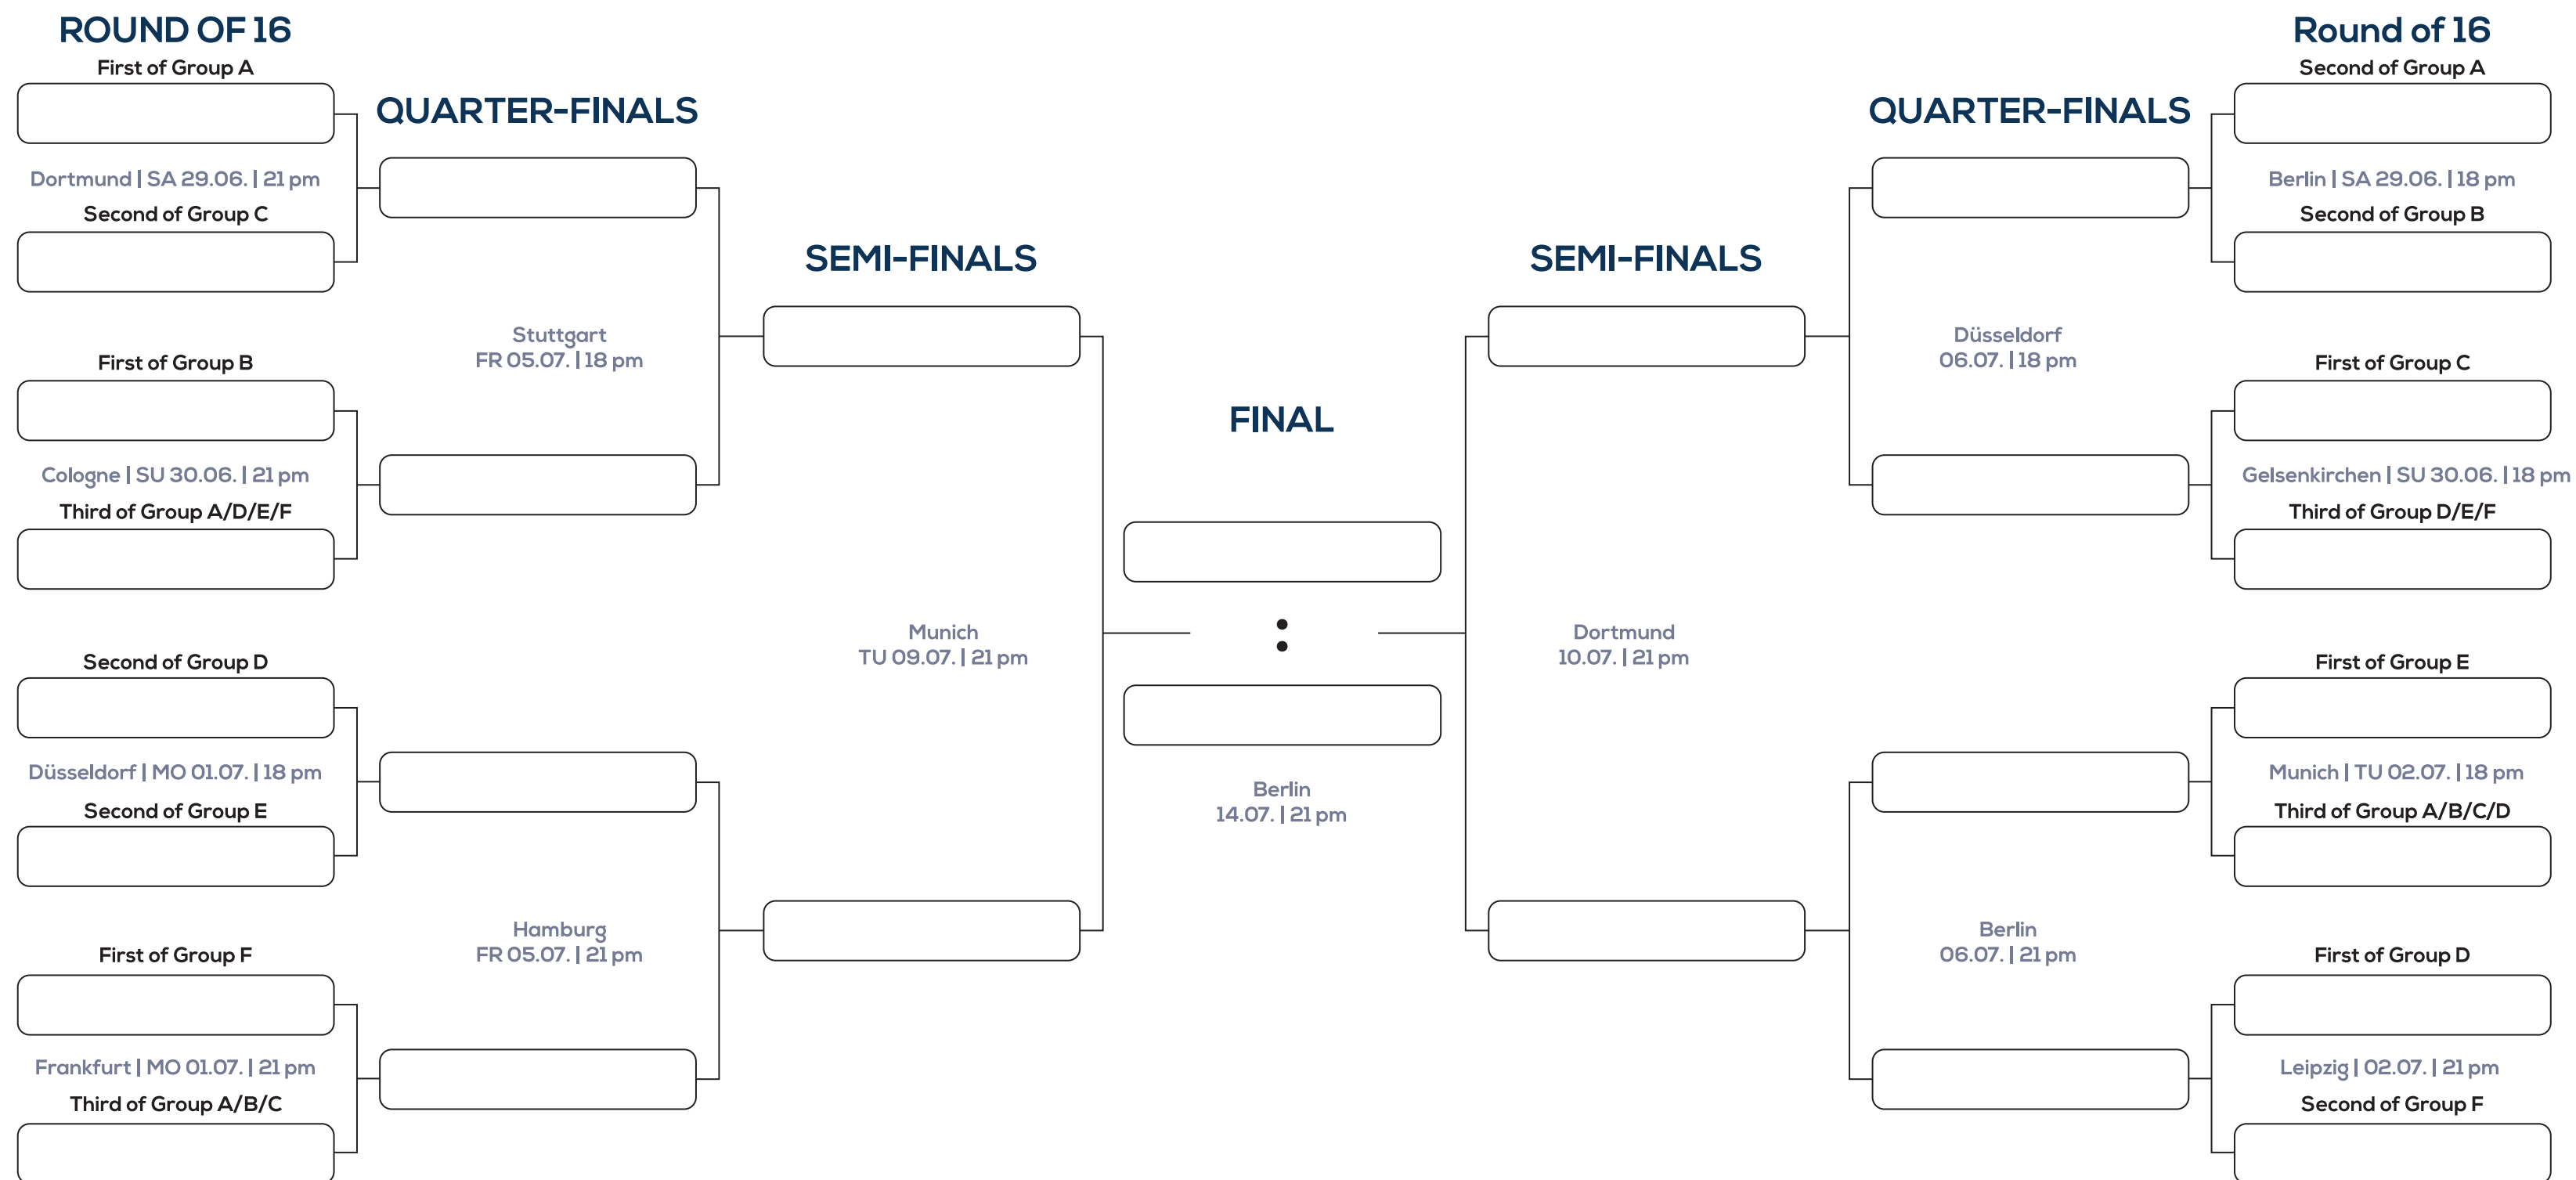 ROUND OF 16
First of Group A
Dortmund | SA 29.06. | 21 pm
Second of Group C
First of Group B
Cologne | SU 30.06. | 21 pm
Third of Group A/D/E/F
Second of Group D
Düsseldorf | MO 01.07. | 18 pm
Second of Group E
First of Group F
Frankfurt | MO 01.07. | 21 pm
Third of Group A/B/C
QUARTER-FINALS
Stuttgart
FR 05.07. | 18 pm
Hamburg
FR 05.07. | 21 pm
SEMI-FINALS
Munich
TU 09.07. | 21 pm
FINAL
:
Berlin
14.07. | 21 pm
SEMI-FINALS
Dortmund
10.07. | 21 pm
QUARTER-FINALS
Düsseldorf
06.07. | 18 pm
Berlin
06.07. | 21 pm
Round of 16
Second of Group A
Berlin | SA 29.06. | 18 pm
Second of Group B
First of Group C
Gelsenkirchen | SU 30.06. | 18 pm
Third of Group D/E/F
First of Group E
Munich | TU 02.07. | 18 pm
Third of Group A/B/C/D
First of Group D
Leipzig | 02.07. | 21 pm
Second of Group F